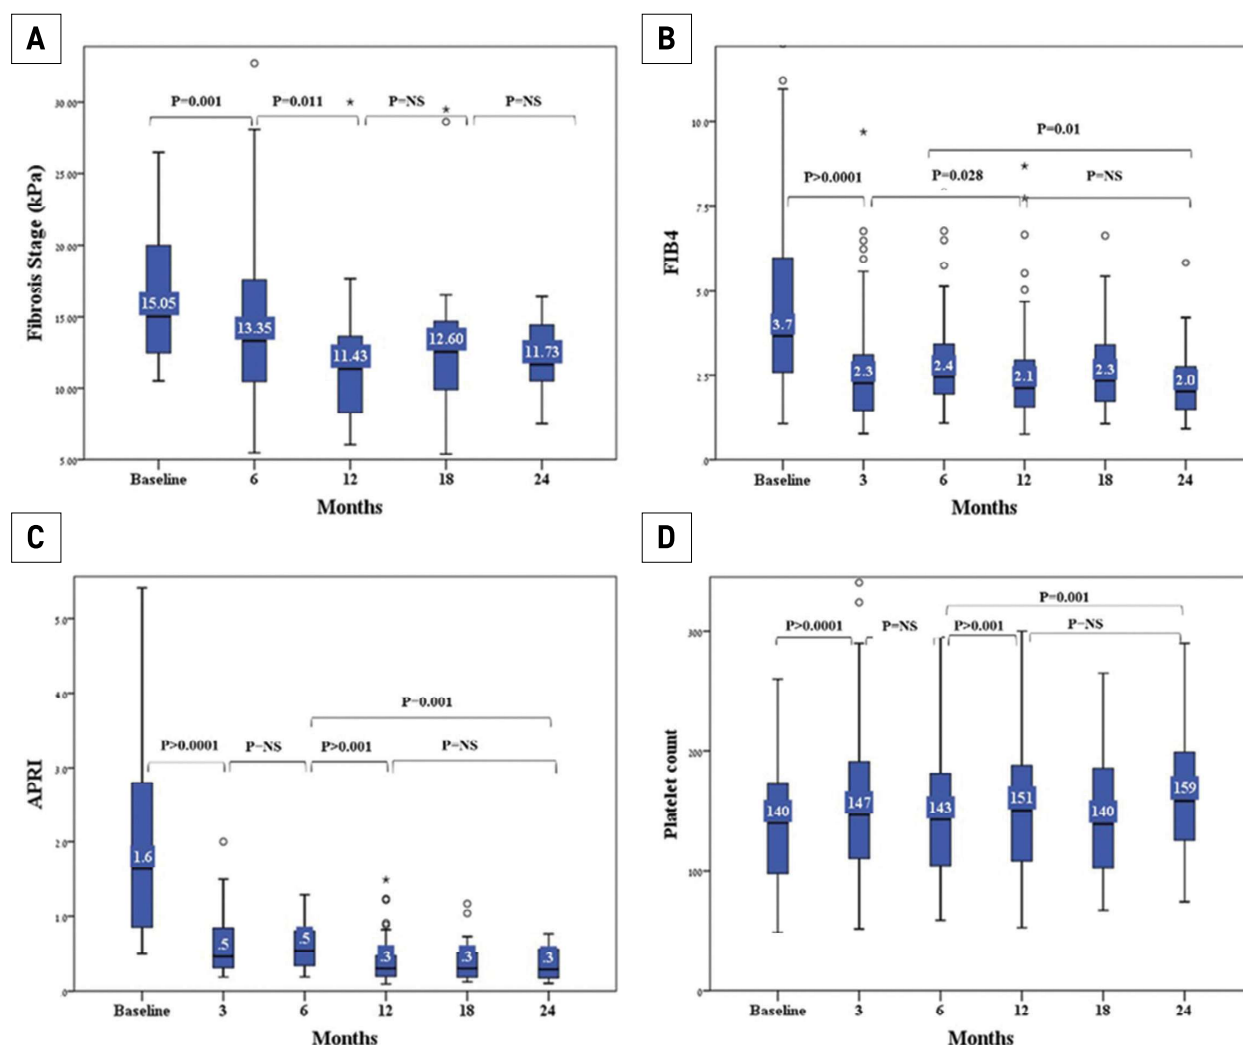 A
P=0.001 P=0.011 P=NS P=NS
30.00
25.00
20.00
15.00
10.00
5.00
Fibrosis Stage (kPa)
15.05 13.35 11.43 12.60 11.73
Baseline 6 12 18 24
Months
B
P=0.01
P>0.0001 P=0.028 P=NS
10.0
7.5
5.0
2.5
0
FIB4
3.7 2.3 2.4 2.1 2.3 2.0
Baseline 3 6 12 18 24
Months
C
P=0.001
P>0.0001 P=NS P>0.001 P=NS
5.0
4.0
3.0
2.0
1.0
0
APRI
1.6 .5 .5 .3 .3 .3
Baseline 3 6 12 18 24
Months
D
P=0.001
P>0.0001 P=NS P>0.001 P=NS
300
200
100
0
Platelet count
140 147 143 151 140 159
Baseline 3 6 12 18 24
Months